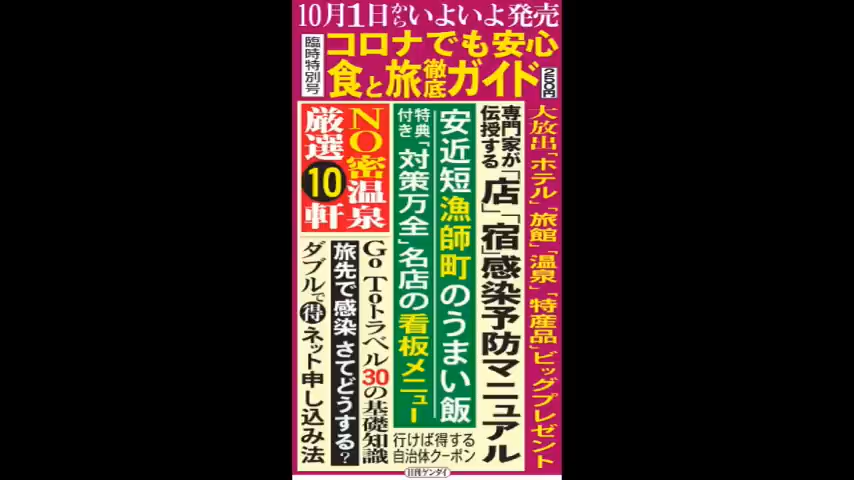 10月1日からいよいよ発売
臨時特別号
コロナでも安心
食と旅徹底ガイド
250円
大放出「ホテル」「旅館」「温泉」「特産品」ビッグプレゼント
専門家が伝授する「店」「宿」感染予防マニュアル
安近短漁師町のうまい飯
特典付き「対策万全」名店の看板メニュー
行けば得する
自治体クーポン
NO密温泉
厳選10軒
Go Toトラベル30の基礎知識
旅先で感染 さてどうする?
ダブルで得ネット申し込み法
日刊ゲンダイ